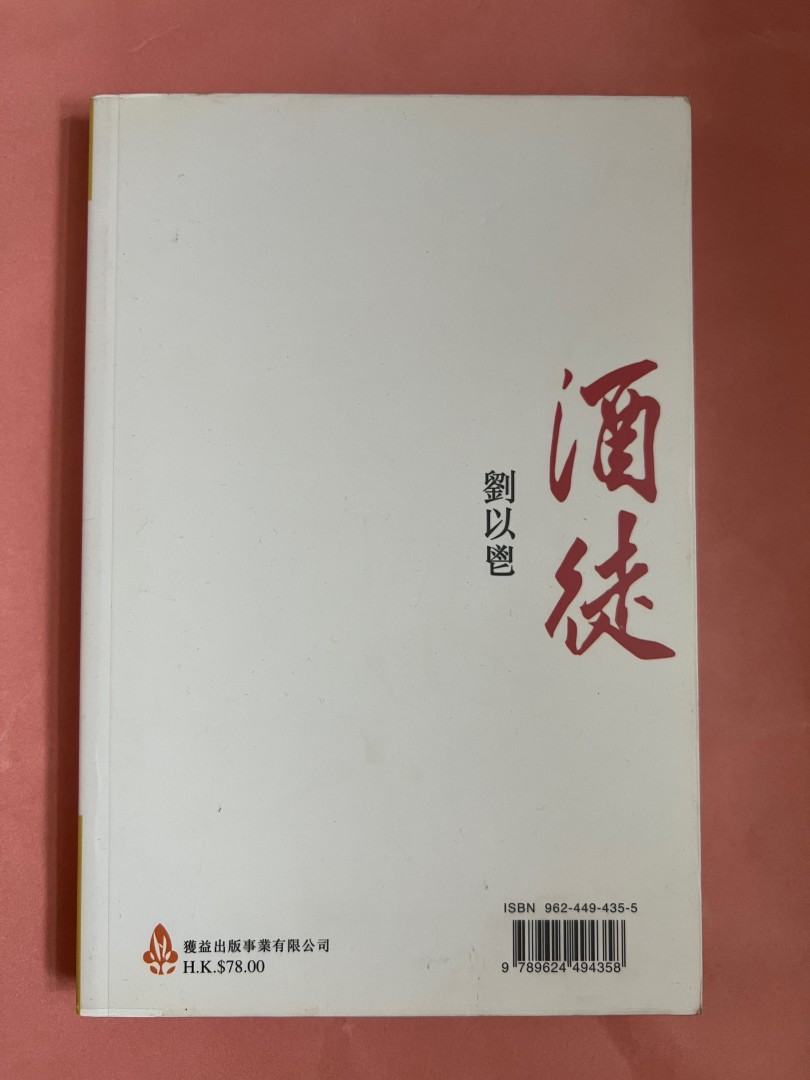 酒徒
劉以鬯
ISBN 962-449-435-5
9 789624 494358
獲益出版事業有限公司
H.K.$78.00